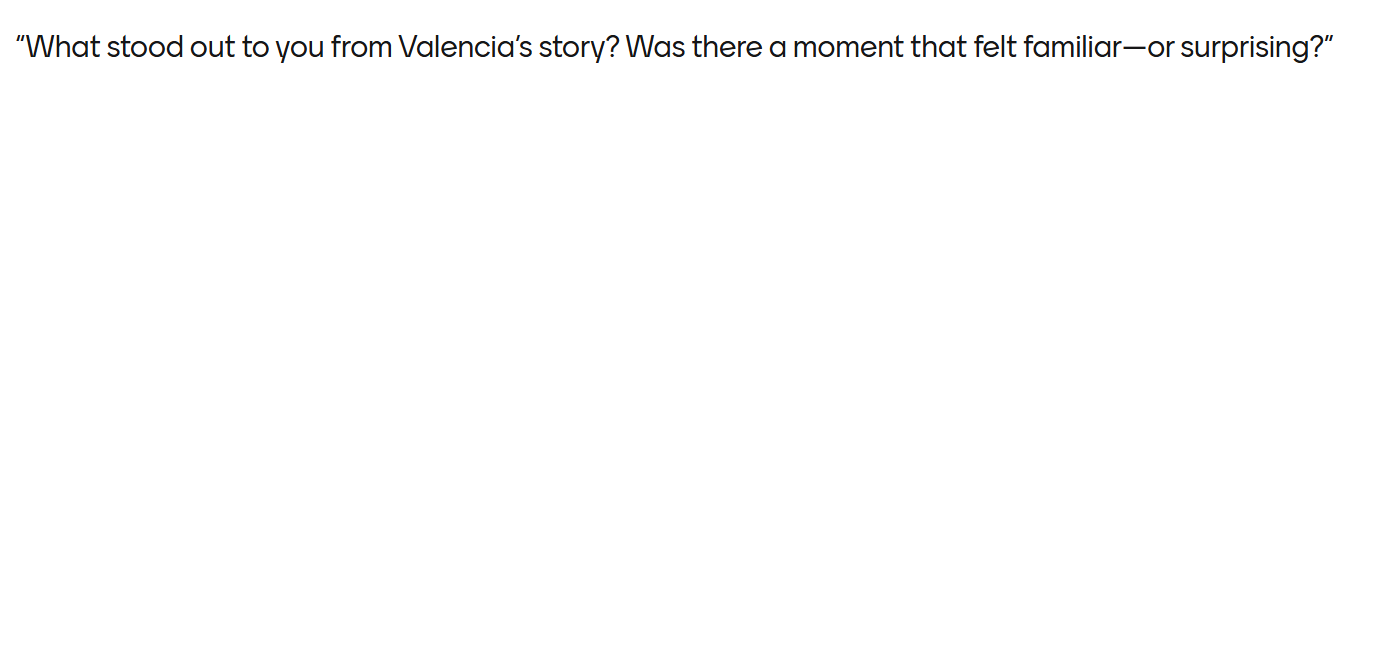 "What stood out to you from Valencia's story? Was there a moment that felt familiar—or surprising?"